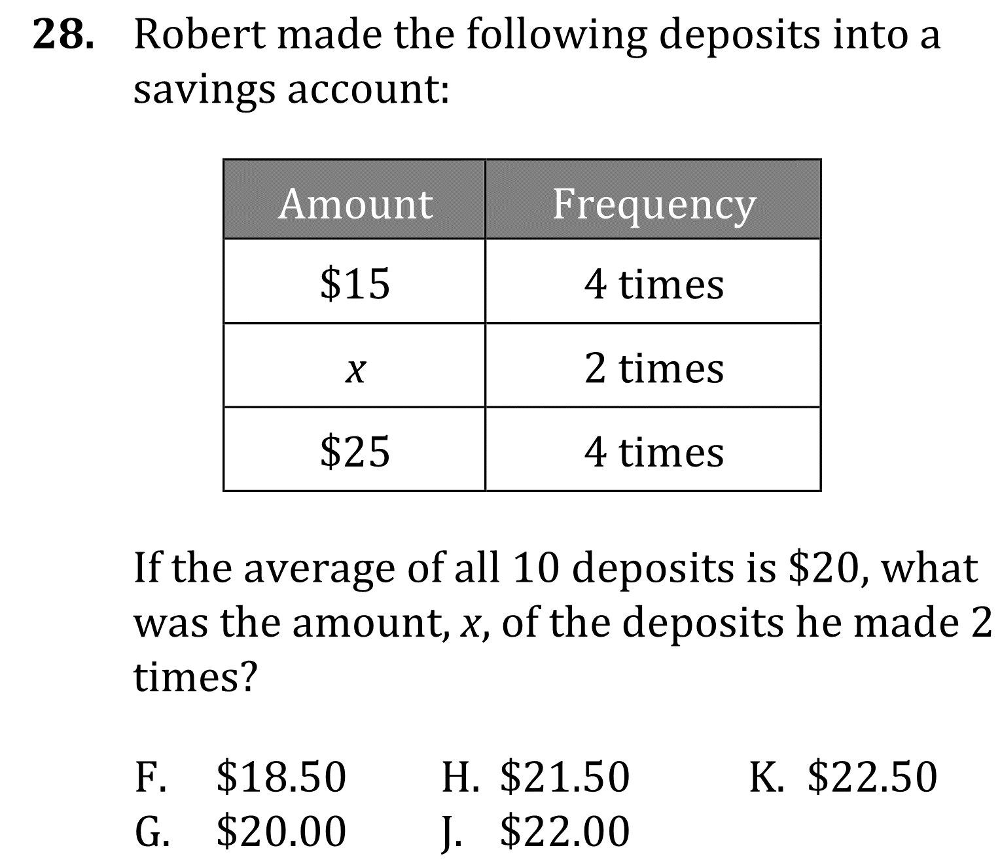 28. Robert made the following deposits into a
savings account:
Amount Frequency
$15 4 times
x 2 times
$25 4 times
If the average of all 10 deposits is $20, what
was the amount, x, of the deposits he made 2
times?
F. $18.50 H. $21.50 K. $22.50
G. $20.00 J. $22.00